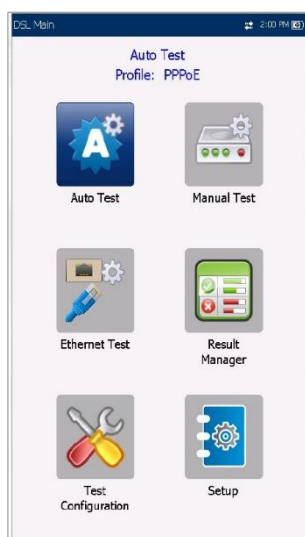 DSL Main
2:00 PM
Auto Test
Profile: PPPoE
A
Auto Test
Manual Test
Ethernet Test
Result
Manager
Test
Configuration
Setup